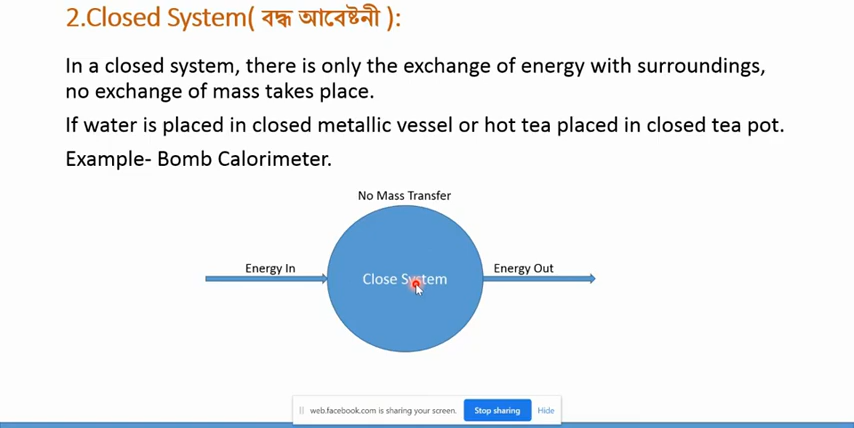 2.Closed System( বদ্ধ আবেষ্টনী ):
In a closed system, there is only the exchange of energy with surroundings,
no exchange of mass takes place.
If water is placed in closed metallic vessel or hot tea placed in closed tea pot.
Example- Bomb Calorimeter.
No Mass Transfer
Energy In
Close System
Energy Out
web.facebook.com is sharing your screen.
Stop sharing
Hide